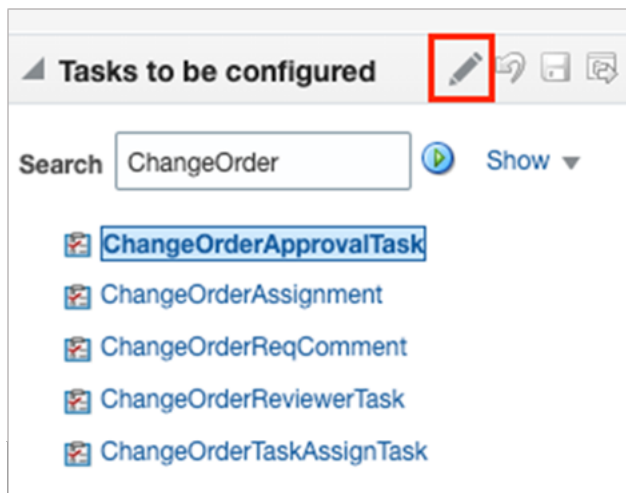 Tasks to be configured
Search ChangeOrder Show
ChangeOrderApprovalTask
ChangeOrderAssignment
ChangeOrderReqComment
ChangeOrderReviewerTask
ChangeOrderTaskAssignTask